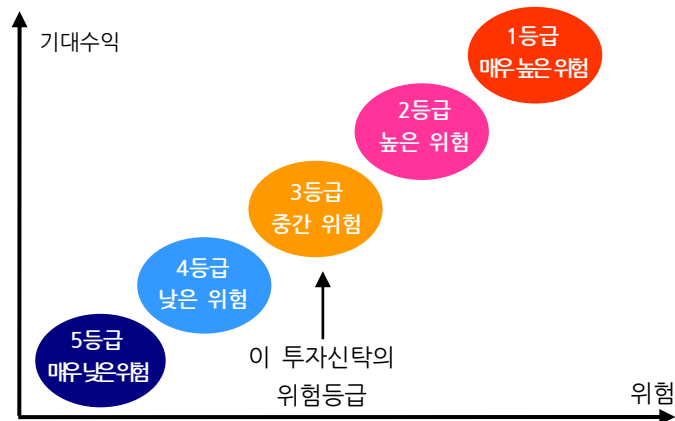 기대수익
1등급
매우 높은 위험
2등급
높은 위험
3등급
중간 위험
4등급
낮은 위험
5등급
매우 낮은 위험
이 투자신탁의
위험등급
위험